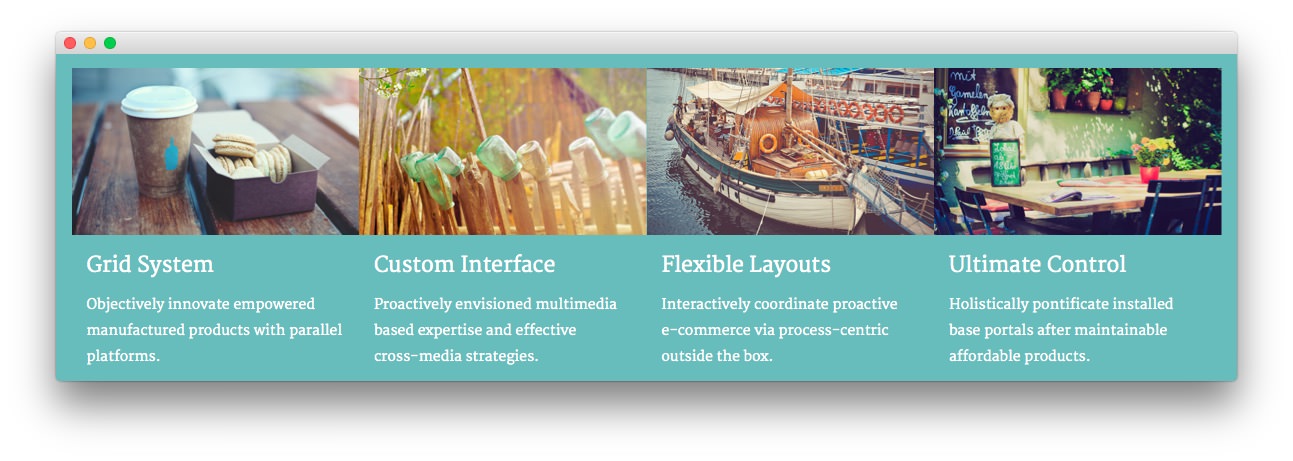 mit
Grid System
Objectively innovate empowered
manufactured products with parallel
platforms.
Custom Interface
Proactively envisioned multimedia
based expertise and effective
cross-media strategies.
Flexible Layouts
Interactively coordinate proactive
e-commerce via process-centric
outside the box.
Ultimate Control
Holistically pontificate installed
base portals after maintainable
affordable products.